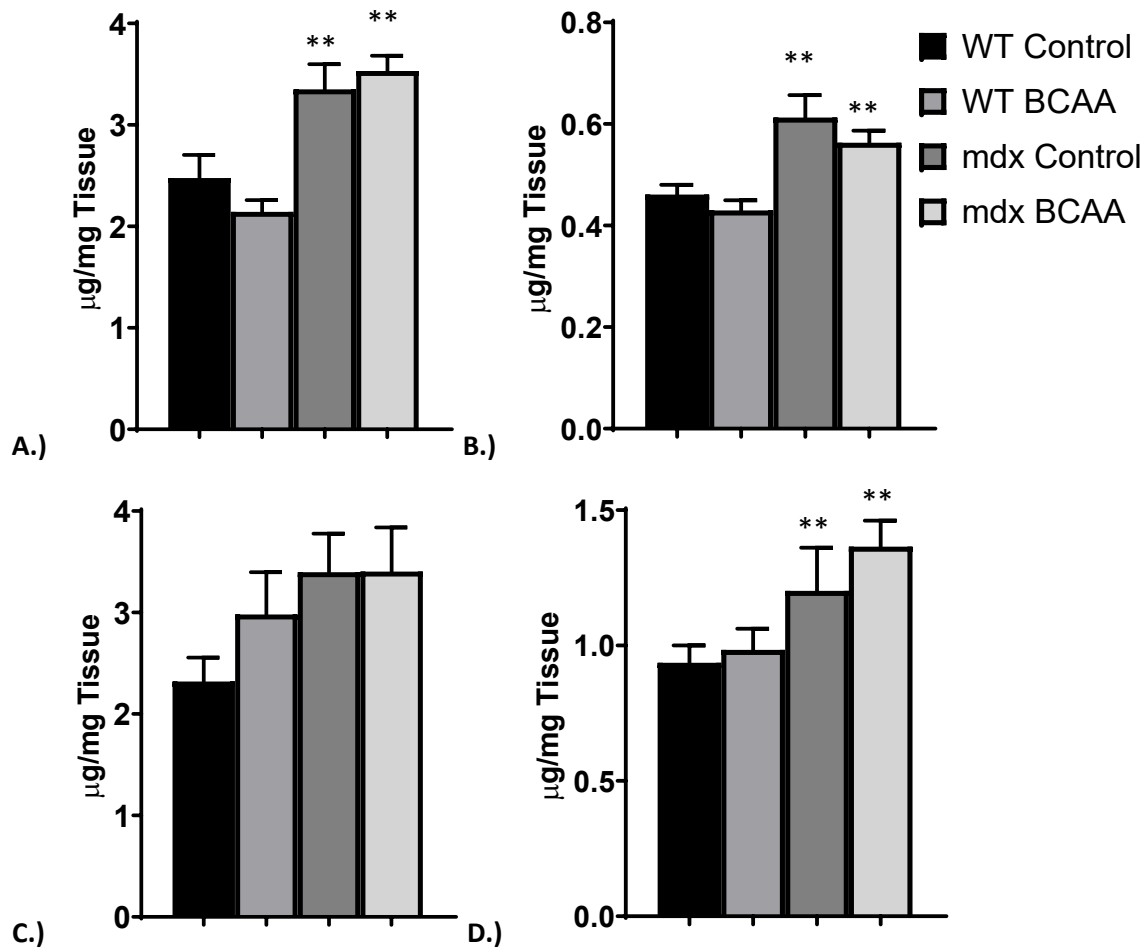 4
3
2
1
0
μg/mg Tissue
**
**
A.)
0.8
0.6
0.4
0.2
0.0
μg/mg Tissue
**
**
B.)
WT Control
WT BCAA
mdx Control
mdx BCAA
4
3
2
1
0
μg/mg Tissue
C.)
1.5
1.0
0.5
0.0
μg/mg Tissue
**
**
D.)